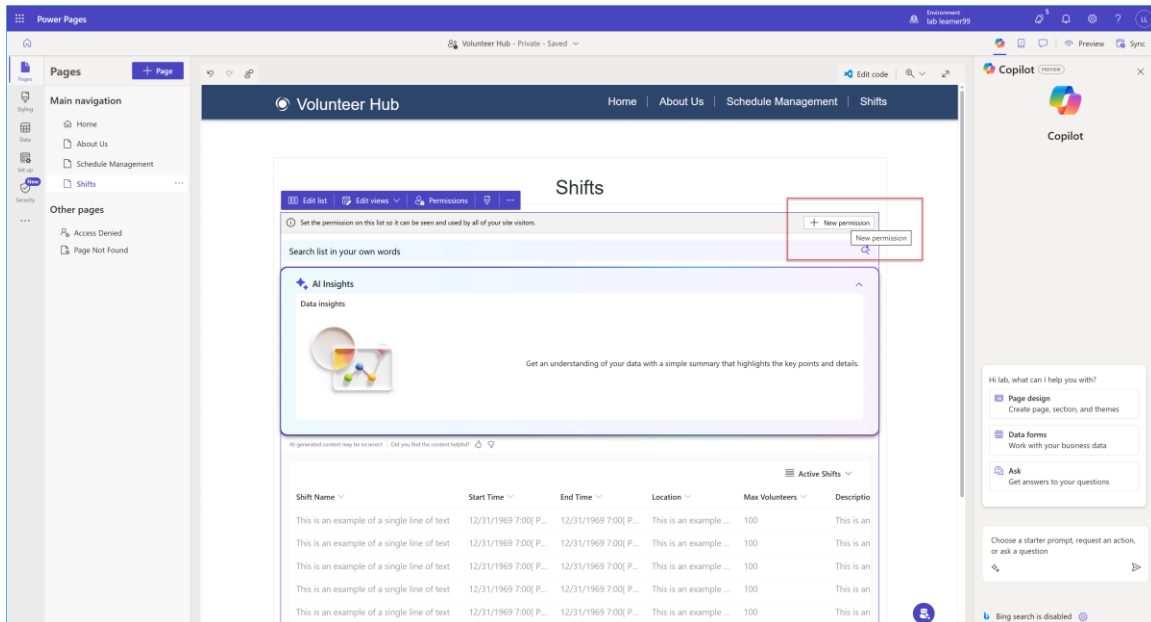 Power Pages
Environment
lab learner99
5
?
LL
Volunteer Hub - Private - Saved
Preview
Sync
Pages
Styling
Data
Set up
New
Security
Pages
+ Page
Main navigation
Home
About Us
Schedule Management
Shifts
Other pages
Access Denied
Page Not Found
Edit code
Volunteer Hub
Home | About Us | Schedule Management | Shifts
Shifts
Edit list
Edit views
Permissions
Set the permission on this list so it can be seen and used by all of your site visitors.
+ New permission
New permission
Search list in your own words
AI Insights
Data insights
Get an understanding of your data with a simple summary that highlights the key points and details.
AI-generated content may be incorrect. | Did you find the content helpful?
Active Shifts
Shift Name Start Time End Time Location Max Volunteers Descriptio
This is an example of a single line of text 12/31/1969 7:00[ P... 12/31/1969 7:00[ P... This is an example ... 100 This is an
This is an example of a single line of text 12/31/1969 7:00[ P... 12/31/1969 7:00[ P... This is an example ... 100 This is an
This is an example of a single line of text 12/31/1969 7:00[ P... 12/31/1969 7:00[ P... This is an example ... 100 This is an
This is an example of a single line of text 12/31/1969 7:00[ P... 12/31/1969 7:00[ P... This is an example ... 100 This is an
This is an example of a single line of text 12/31/1969 7:00[ P... 12/31/1969 7:00[ P... This is an example ... 100 This is an
Copilot (PREVIEW)
Copilot
Hi lab, what can I help you with?
Page design
Create page, section, and themes
Data forms
Work with your business data
Ask
Get answers to your questions
Choose a starter prompt, request an action,
or ask a question
Bing search is disabled